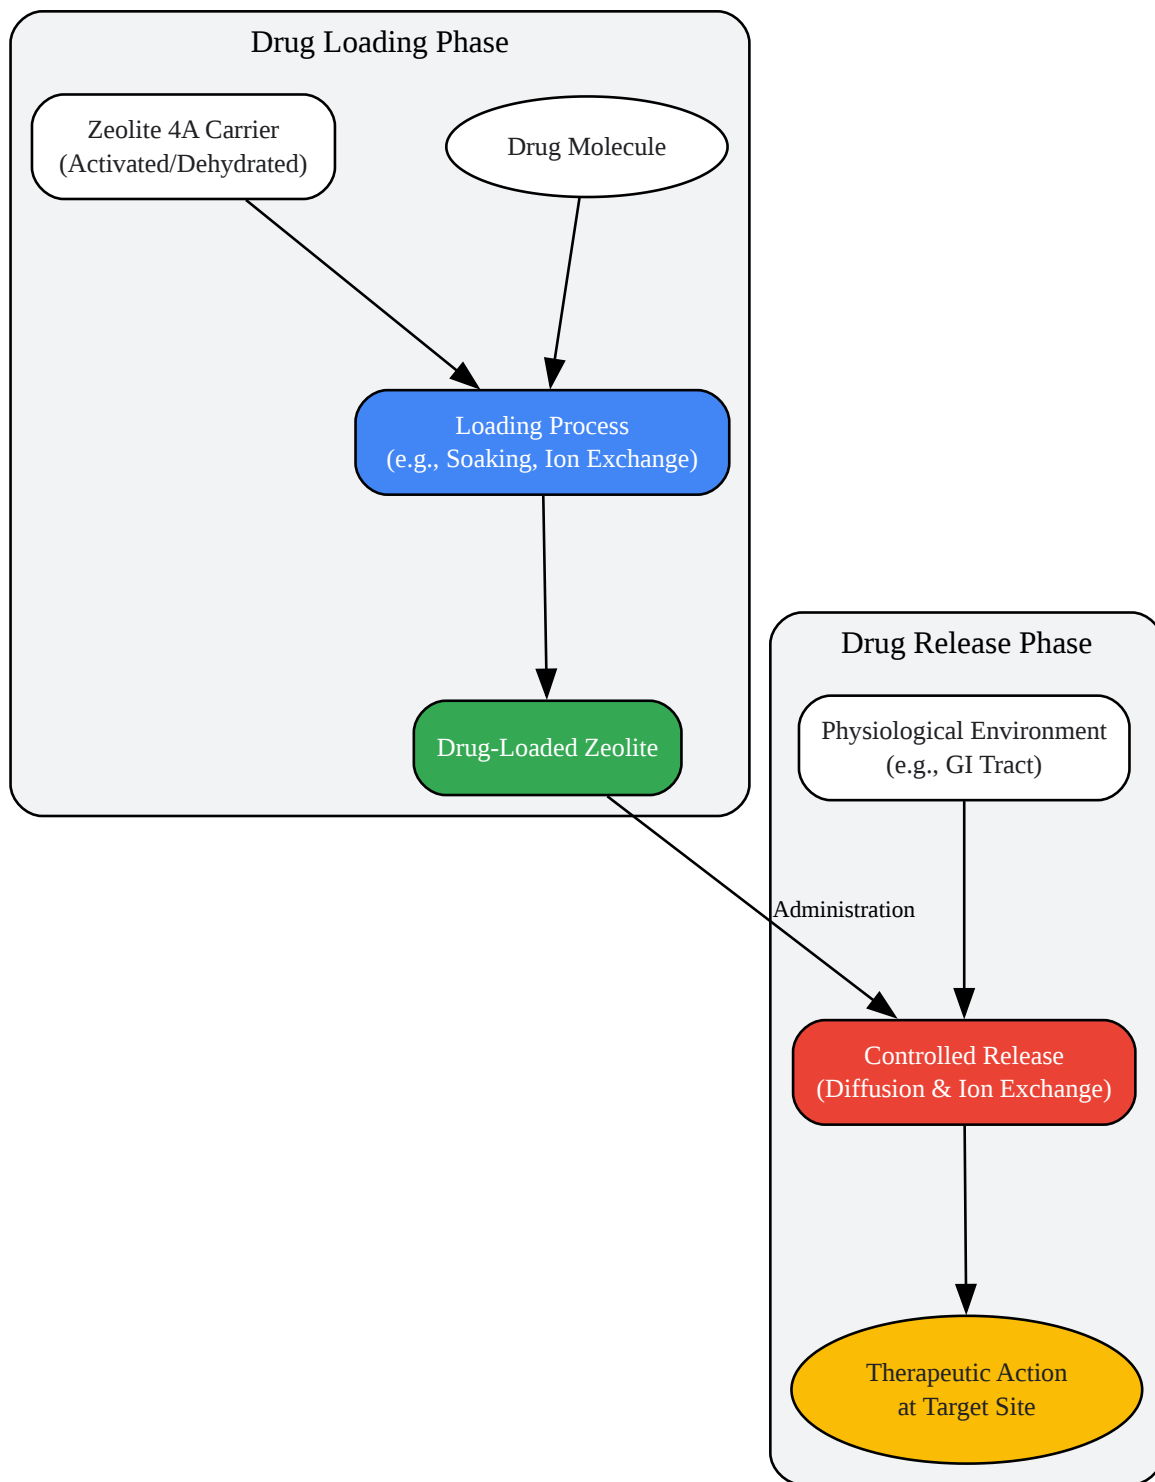 Drug Loading Phase
Zeolite 4A Carrier
(Activated/Dehydrated)
Drug Molecule
Loading Process
(e.g., Soaking, Ion Exchange)
Drug-Loaded Zeolite
Drug Release Phase
Physiological Environment
(e.g., GI Tract)
Administration
Controlled Release
(Diffusion & Ion Exchange)
Therapeutic Action
at Target Site